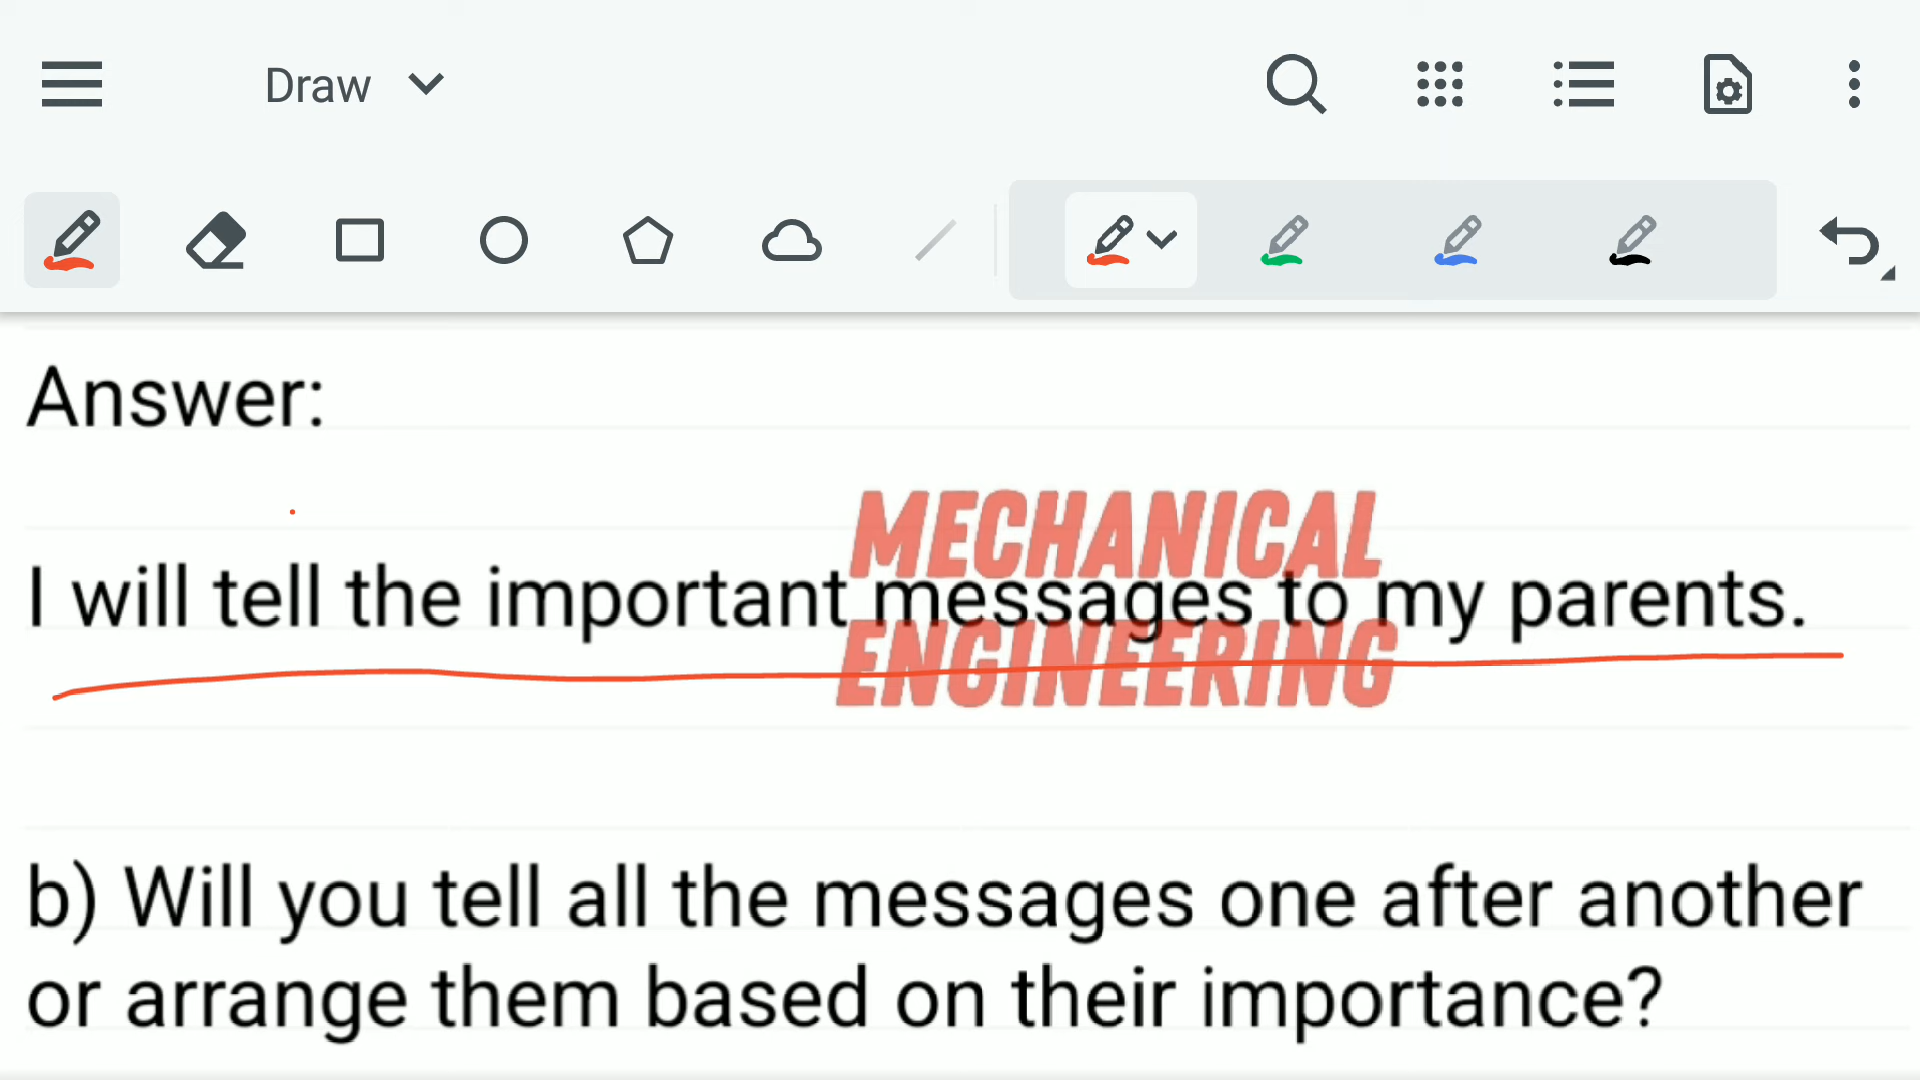 Draw
Answer:
MECHANICAL
I will tell the important messages to my parents.
ENGINEERING
b) Will you tell all the messages one after another
or arrange them based on their importance?